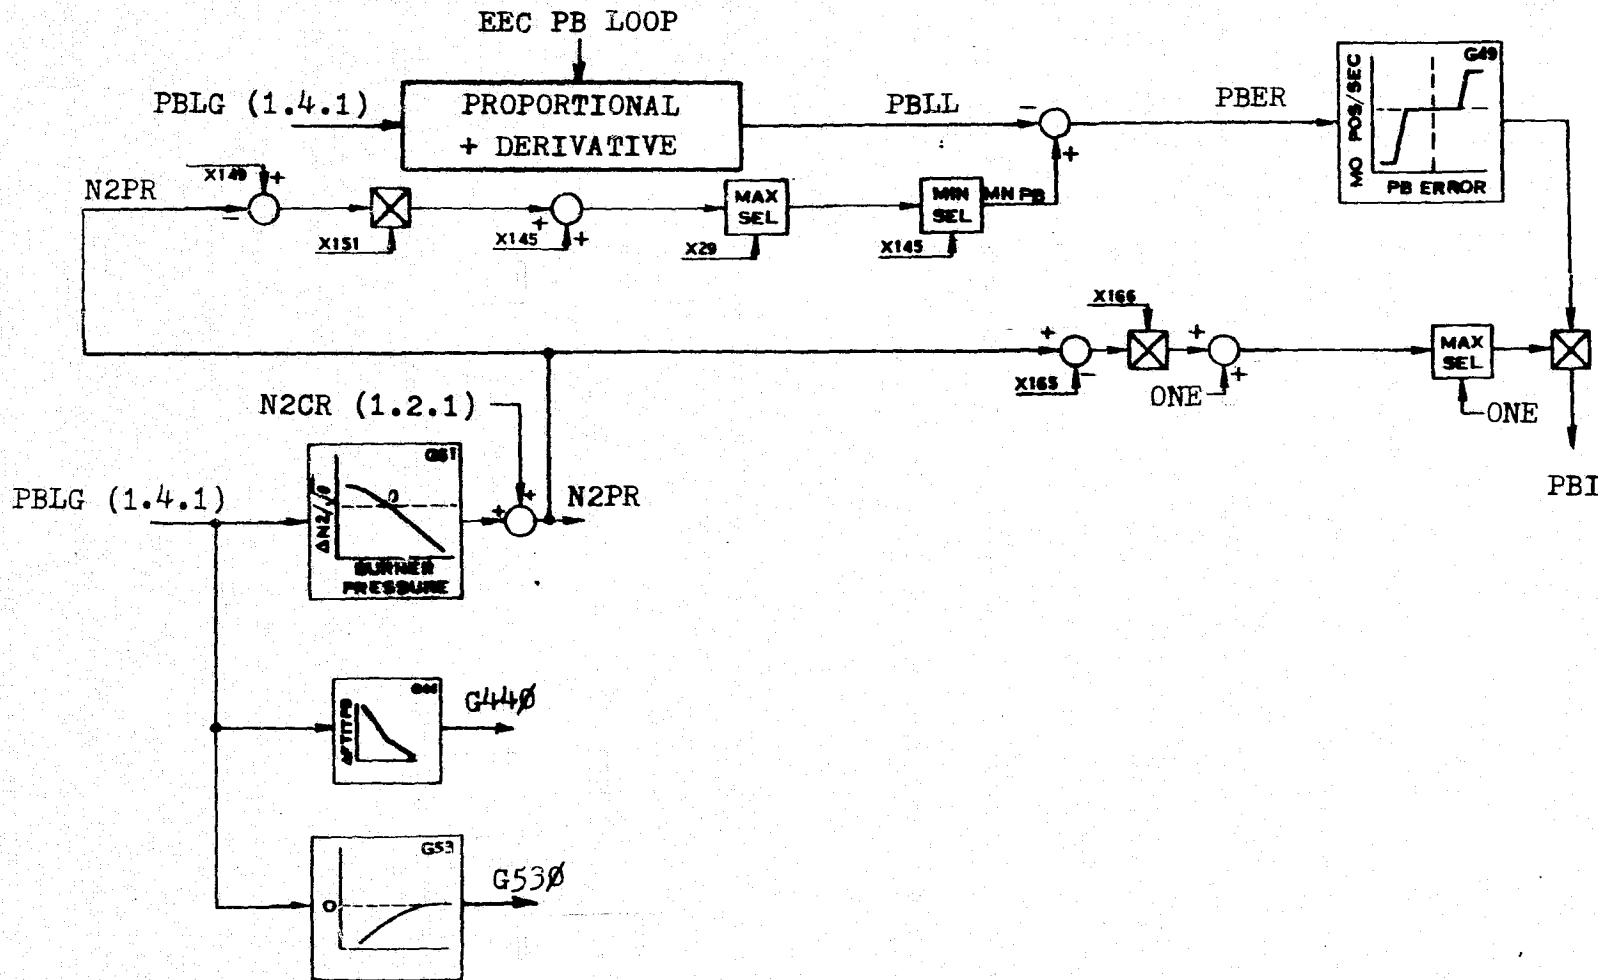 EEC PB LOOP
PBLG (1.4.1)
PROPORTIONAL
+ DERIVATIVE
PBLL
-
+
PBER
G49
MO POS/SEC
PB ERROR
N2PR
X149
+
-
X151
+
X145
+
MAX
SEL
X29
MIN
SEL
X145
MN PB
+
X165
-
X166
+
ONE
+
MAX
SEL
ONE
PBI
N2CR (1.2.1)
PBLG (1.4.1)
0
BURNER
PRESSURE
+
+
N2PR
G44Ø
G53
0
G53Ø